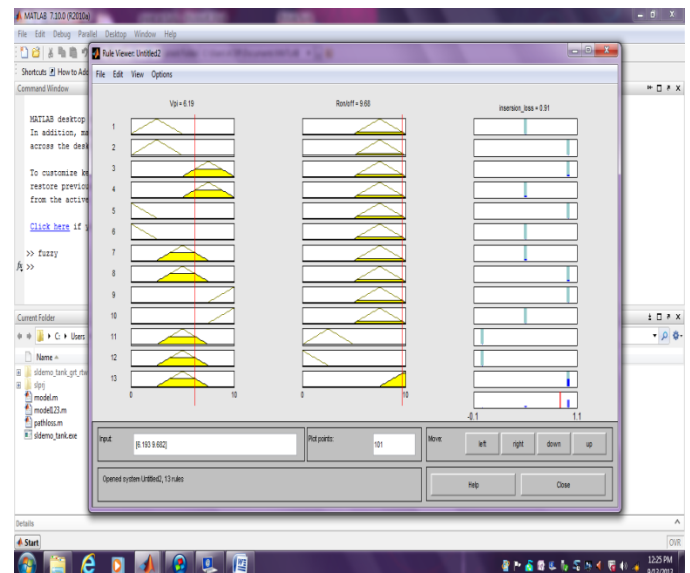 MATLAB 7.10.0 (R2010a)
File Edit Debug Parallel Desktop Window Help
Rule Viewer: Untitled2
Shortcuts How to Add
File Edit View Options
Command Window
Vpi = 6.19
Ron/off = 9.68
insersion_loss = 0.91
MATLAB desktop
In addition, ma
across the desk
To customize ke
restore previou
from the active
Click here if y
>> fuzzy
fx >>
1
2
3
4
5
6
7
8
9
10
11
12
13
0 10
0 10
-0.1 1.1
Current Folder
C: Users
Name
sldemo_tank_grt_rtw
slprj
model.m
model123.m
pathloss.m
sldemo_tank.exe
Input: [6.193 9.682]
Plot points: 101
Move: left right down up
Opened system Untitled2, 13 rules
Help Close
Details
Start
OVR
12:25 PM
9/13/2012